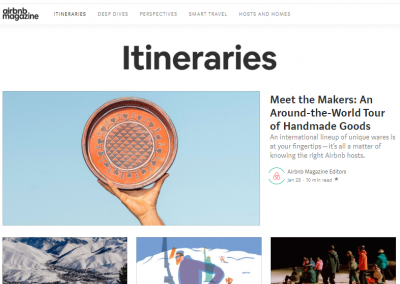 airbnb
magazine
ITINERARIES DEEP DIVES PERSPECTIVES SMART TRAVEL HOSTS AND HOMES
Itineraries
Meet the Makers: An
Around-the-World Tour
of Handmade Goods
An international lineup of unique wares is
at your fingertips—it's all a matter of
knowing the right Airbnb hosts.
Airbnb Magazine Editors
Jan 23 · 10 min read ★